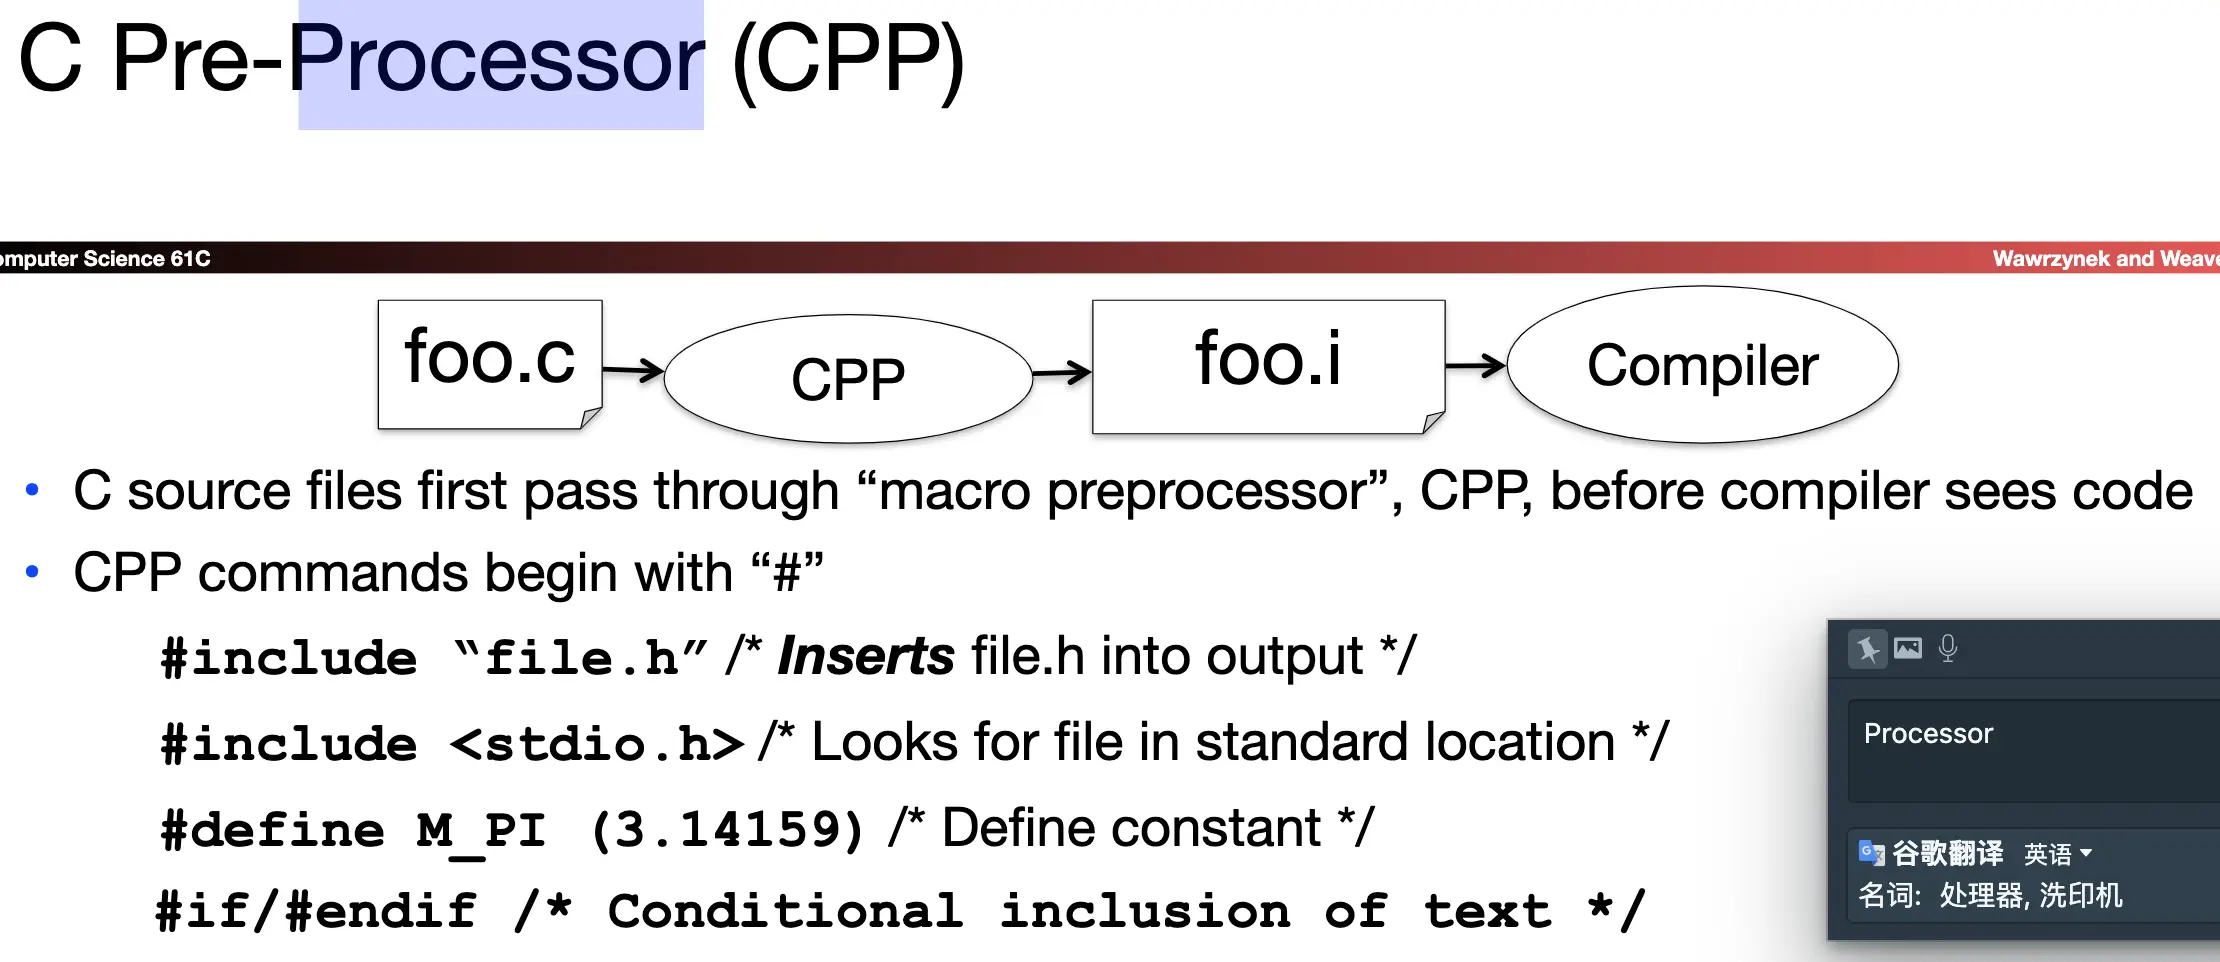 C Pre-Processor (CPP)
omputer Science 61C
Wawrzynek and Weave
foo.c
CPP
foo.i
Compiler
• C source files first pass through “macro preprocessor”, CPP, before compiler sees code
• CPP commands begin with “#”
#include “file.h” /* Inserts file.h into output */
#include <stdio.h> /* Looks for file in standard location */
#define M_PI (3.14159) /* Define constant */
#if/#endif /* Conditional inclusion of text */
Processor
谷歌翻译 英语
名词: 处理器, 洗印机